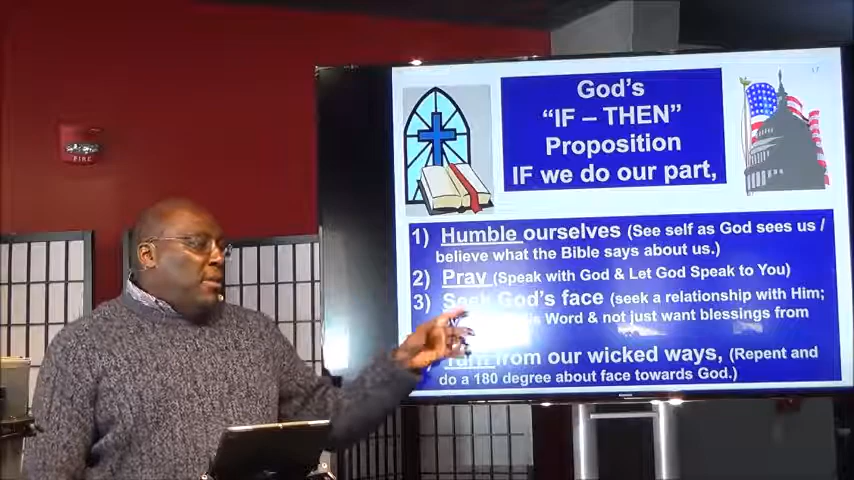 FIRE
17
God's
"IF – THEN"
Proposition
IF we do our part,
1) Humble ourselves (See self as God sees us /
believe what the Bible says about us.)
2) Pray (Speak with God & Let God Speak to You)
3) Seek God's face (seek a relationship with Him;
Word & not just want blessings from
from our wicked ways, (Repent and
do a 180 degree about face towards God.)